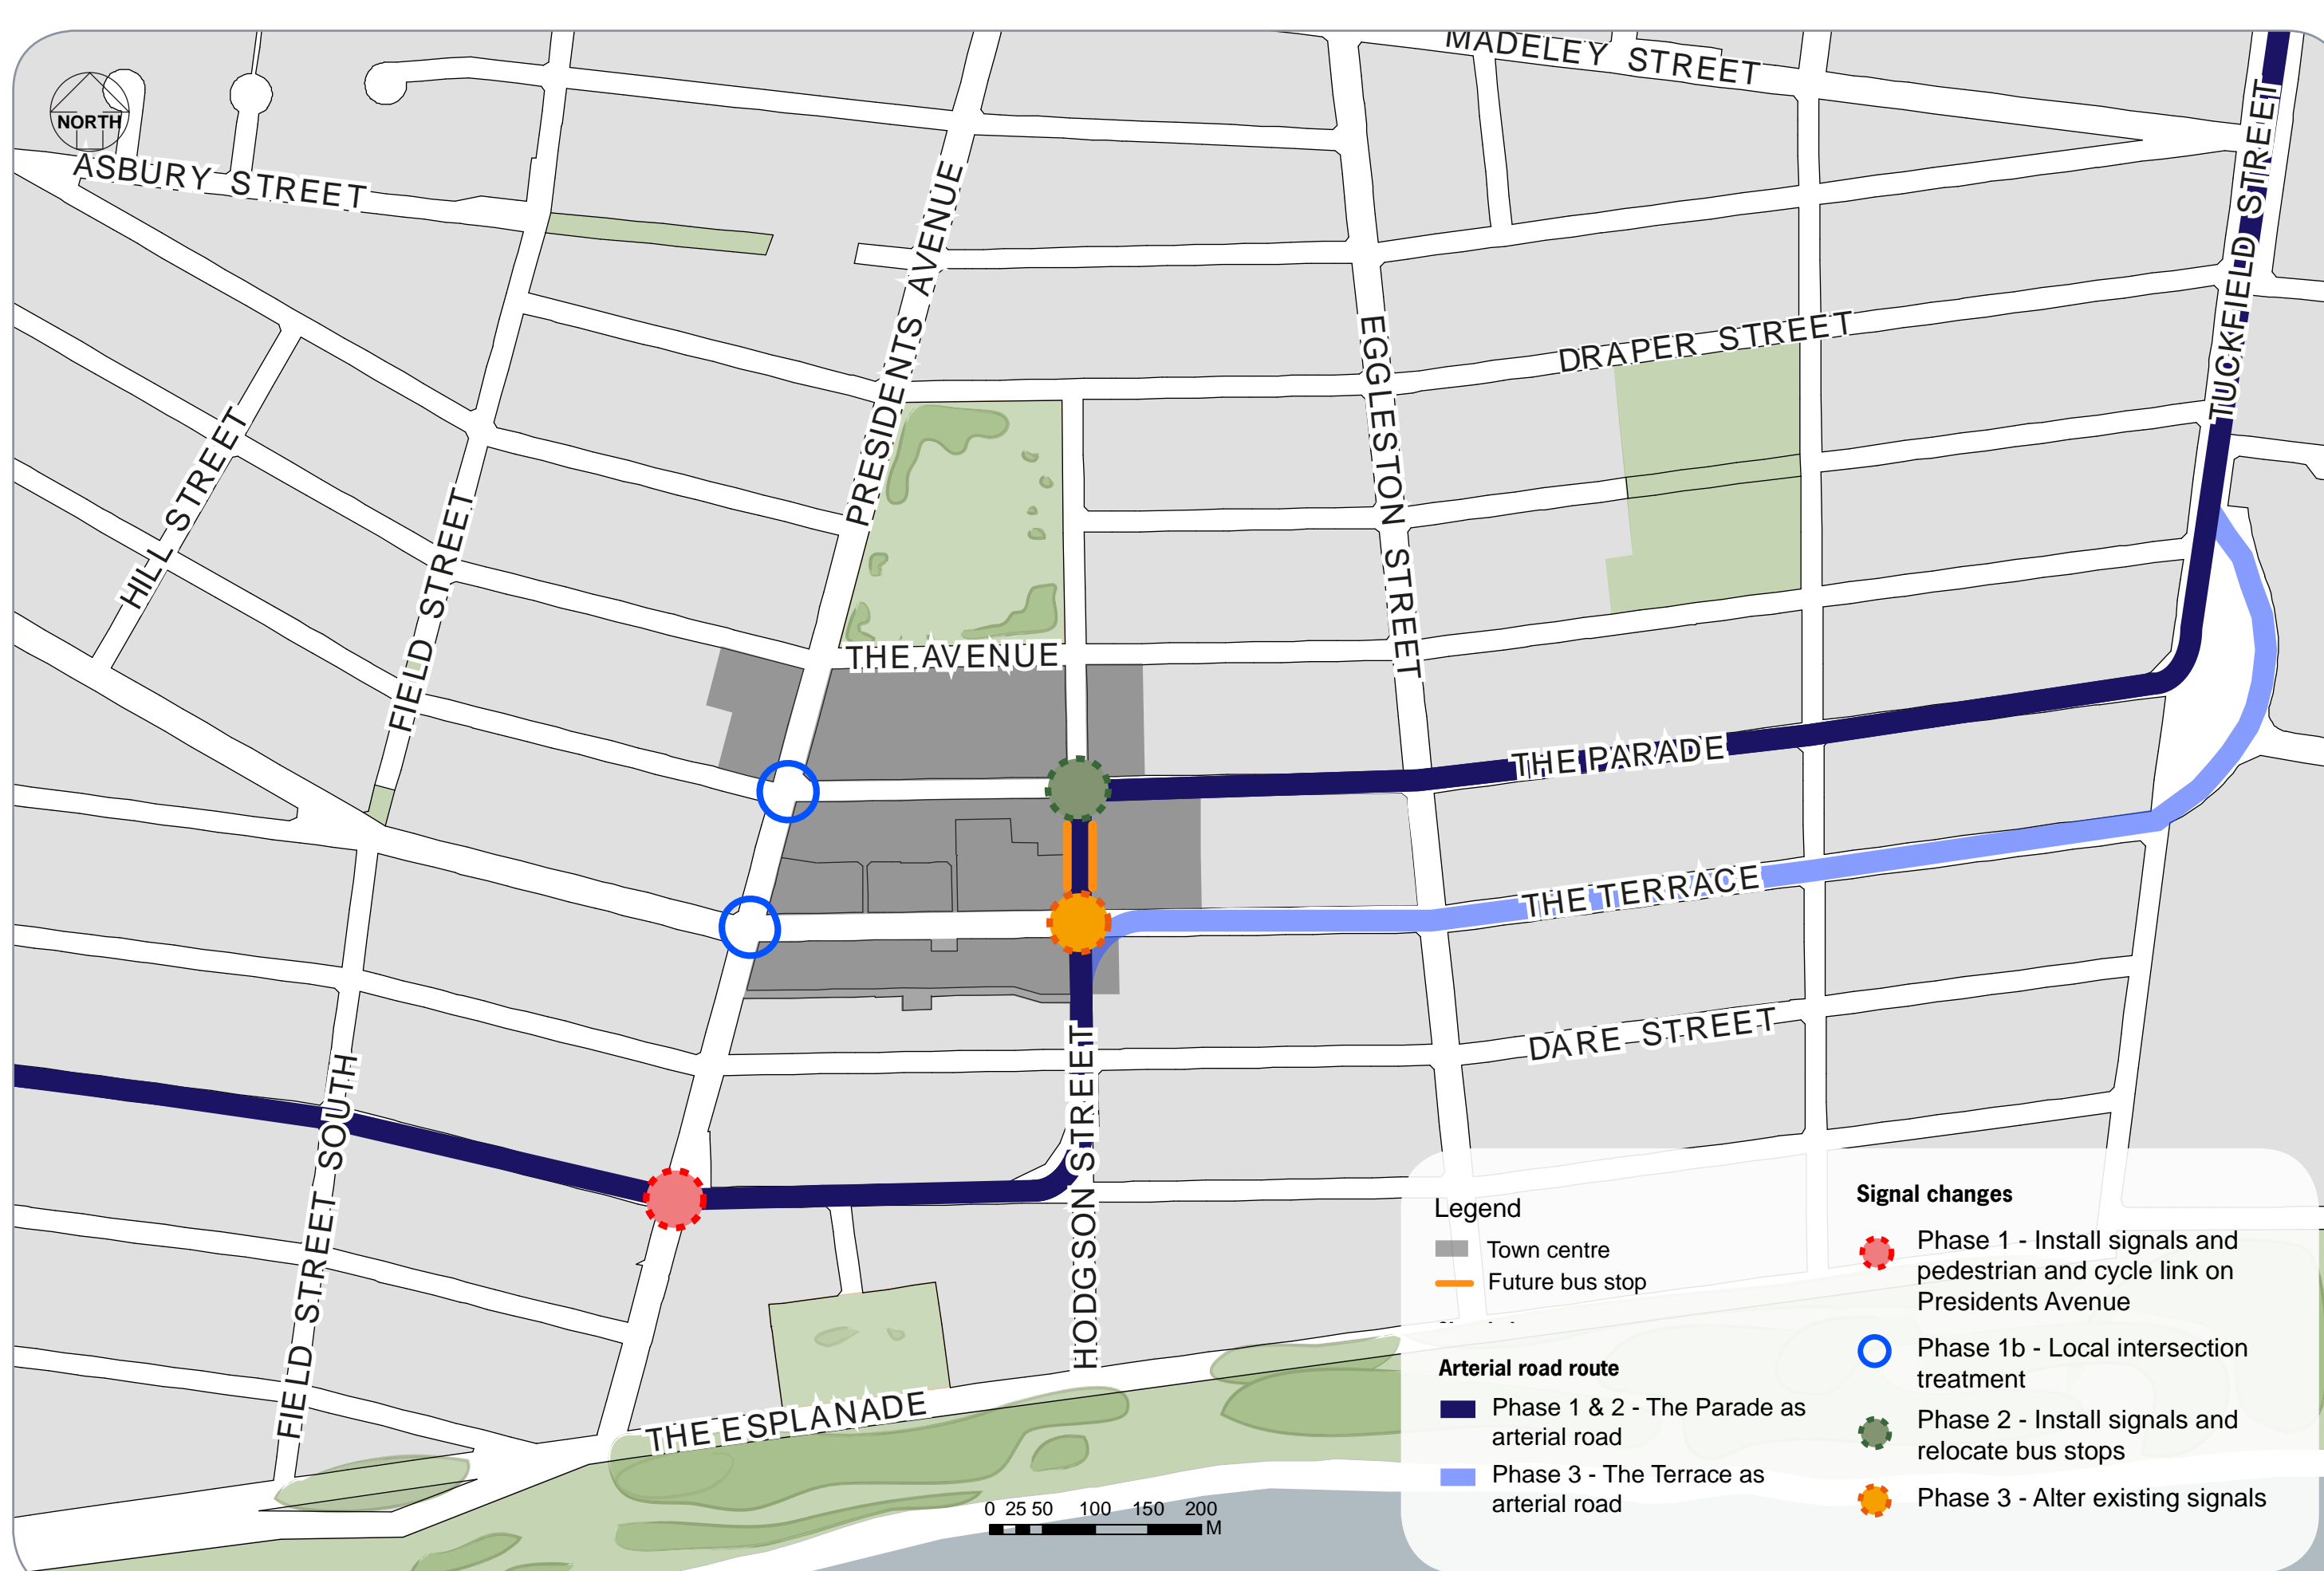 MADELEY STREET
NORTH
ASBURY STREET
TUCKFIELD STREET
PRESIDENTS AVENUE
EGGLESTON STREET
DRAPER STREET
HILL STREET
FIELD STREET
THE AVENUE
THE PARADE
THE TERRACE
DARE STREET
FIELD STREET SOUTH
HODGSON STREET
THE ESPLANADE
0 25 50 100 150 200
M
Legend
Town centre
Future bus stop
Arterial road route
Phase 1 & 2 - The Parade as
arterial road
Phase 3 - The Terrace as
arterial road
Signal changes
Phase 1 - Install signals and
pedestrian and cycle link on
Presidents Avenue
Phase 1b - Local intersection
treatment
Phase 2 - Install signals and
relocate bus stops
Phase 3 - Alter existing signals